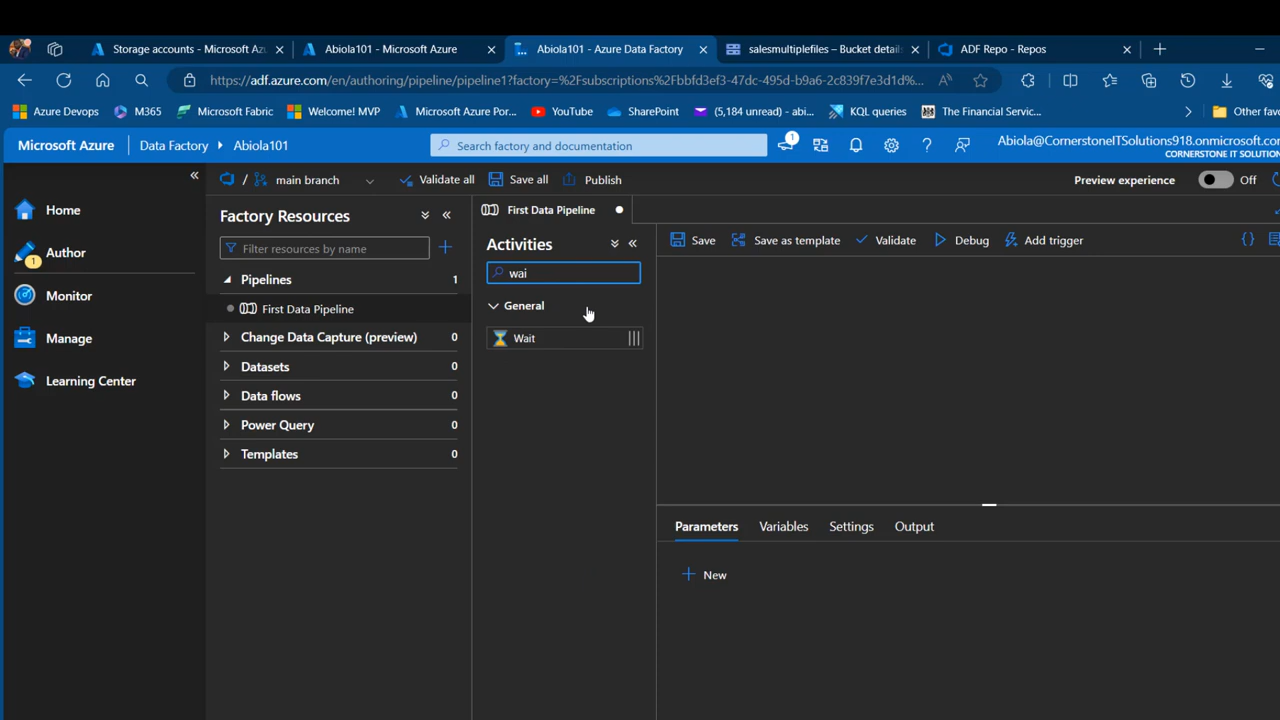 Storage accounts - Microsoft Az
Abiola101 - Microsoft Azure
Abiola101 - Azure Data Factory
salesmultiplefiles – Bucket details
ADF Repo - Repos
https://adf.azure.com/en/authoring/pipeline/pipeline1?factory=%2Fsubscriptions%2Fbbfd3ef3-47dc-495d-b9a6-2c839f7e3d1d%...
Azure Devops
M365
Microsoft Fabric
Welcome! MVP
Microsoft Azure Por...
YouTube
SharePoint
(5,184 unread) - abi...
KQL queries
The Financial Servic...
Other favo
Microsoft Azure
Data Factory
Abiola101
Search factory and documentation
1
Abiola@CornerstoneITSolutions918.onmicrosoft.com
CORNERSTONE IT SOLUTION
Home
Author
1
Monitor
Manage
Learning Center
/ main branch
Validate all
Save all
Publish
Preview experience
Off
Factory Resources
Filter resources by name
Pipelines 1
First Data Pipeline
Change Data Capture (preview) 0
Datasets 0
Data flows 0
Power Query 0
Templates 0
First Data Pipeline
Activities
wai
General
Wait
Save
Save as template
Validate
Debug
Add trigger
{}
Parameters
Variables
Settings
Output
New